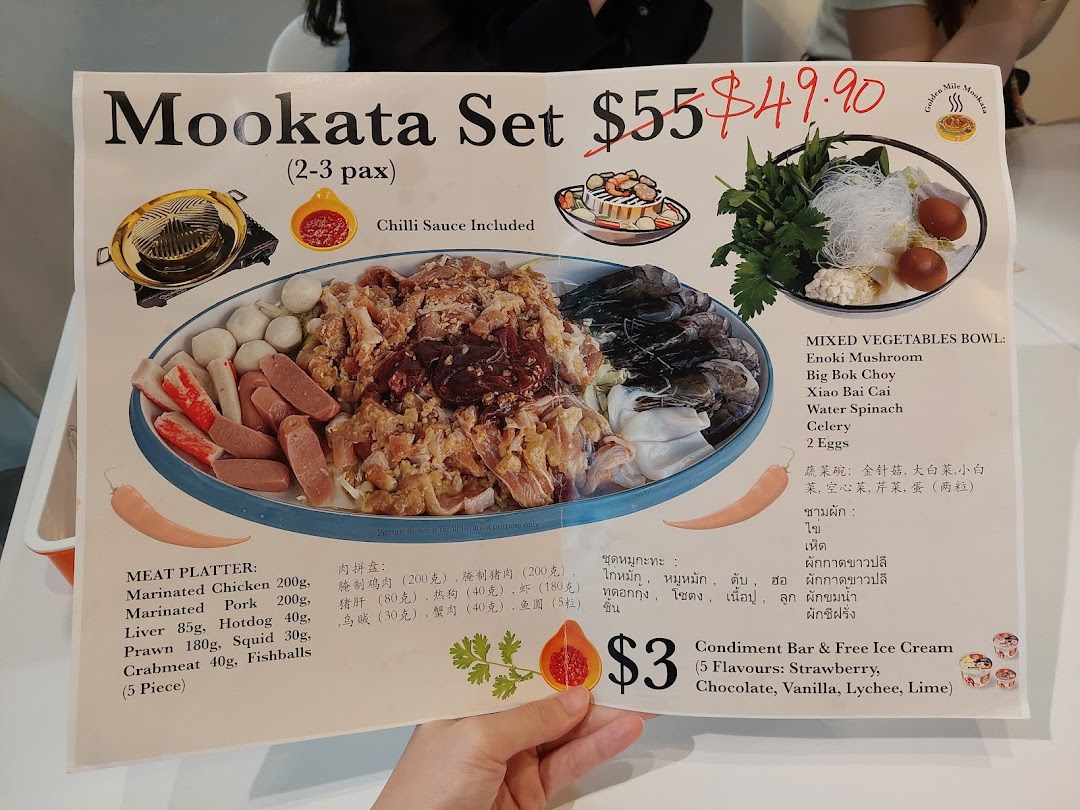 Mookata Set $55 $49.90
(2-3 pax)
Golden Mile Mookata
Chilli Sauce Included
MIXED VEGETABLES BOWL:
Enoki Mushroom
Big Bok Choy
Xiao Bai Cai
Water Spinach
Celery
2 Eggs
蔬菜碗: 金针菇,大白菜,小白
菜,空心菜,芹菜,蛋 (两粒)
ซามผัก :
ไข่
เห็ด
ผักกาดขาวปลี
ผักกาดขาวปลี
ผักขมน้ำ
ผักชีฝรั่ง
MEAT PLATTER:
Marinated Chicken 200g,
Marinated Pork 200g,
Liver 85g, Hotdog 40g,
Prawn 180g, Squid 30g,
Crabmeat 40g, Fishballs
(5 Piece)
肉拼盘:
腌制鸡肉 (200克) ,腌制猪肉 (200克) ,
猪肝 (80克) ,热狗 (40克) ,虾 (180克)
,乌贼 (30克) ,蟹肉 (40克) ,鱼圆 (5粒)
ชุดหมูกะทะ :
ไก่หมัก , หมูหมัก , ตับ , ฮอ
ทดอกกุง , โซตง , เนื้อปู , ลูก
ชิ้น
$3 Condiment Bar & Free Ice Cream
(5 Flavours: Strawberry,
Chocolate, Vanilla, Lychee, Lime)